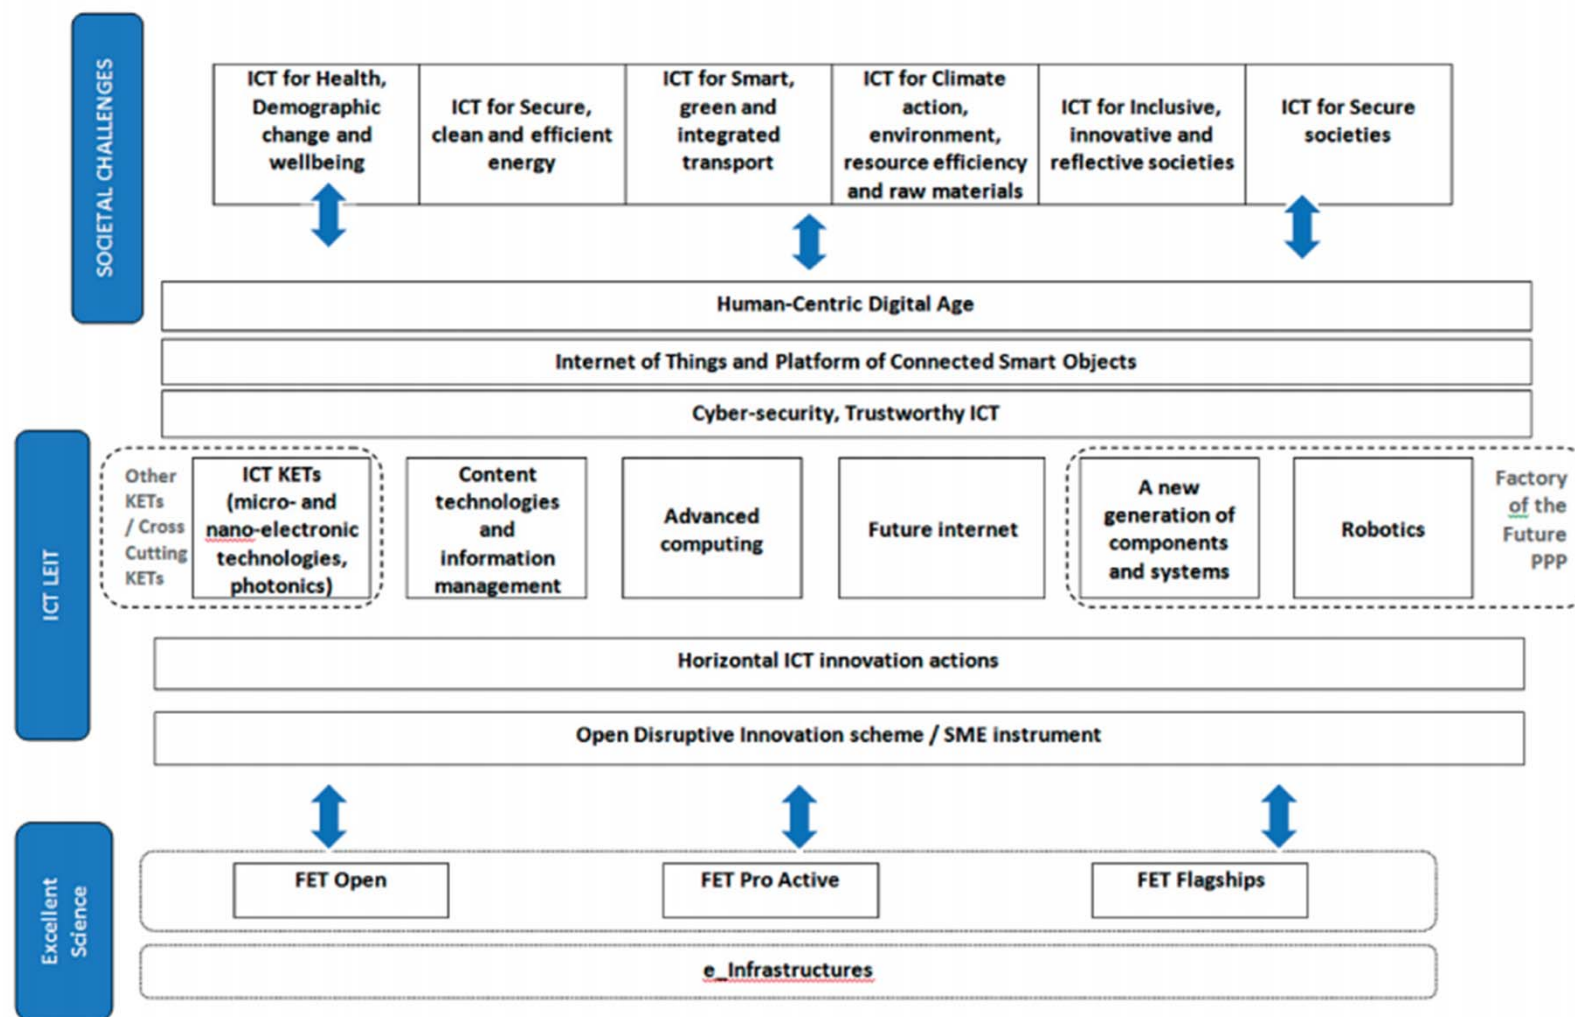 SOCIETAL CHALLENGES
ICT for Health,
Demographic
change and
wellbeing
ICT for Secure,
clean and efficient
energy
ICT for Smart,
green and
integrated
transport
ICT for Climate
action,
environment,
resource efficiency
and raw materials
ICT for Inclusive,
innovative and
reflective societies
ICT for Secure
societies
Human-Centric Digital Age
Internet of Things and Platform of Connected Smart Objects
Cyber-security, Trustworthy ICT
ICT LEIT
Other
KETs
/ Cross
Cutting
KETs
ICT KETs
(micro- and
nano-electronic
technologies,
photonics)
Content
technologies
and
information
management
Advanced
computing
Future internet
A new
generation of
components
and systems
Robotics
Factory
of the
Future
PPP
Horizontal ICT innovation actions
Open Disruptive Innovation scheme / SME instrument
Excellent
Science
FET Open
FET Pro Active
FET Flagships
e_Infrastructures